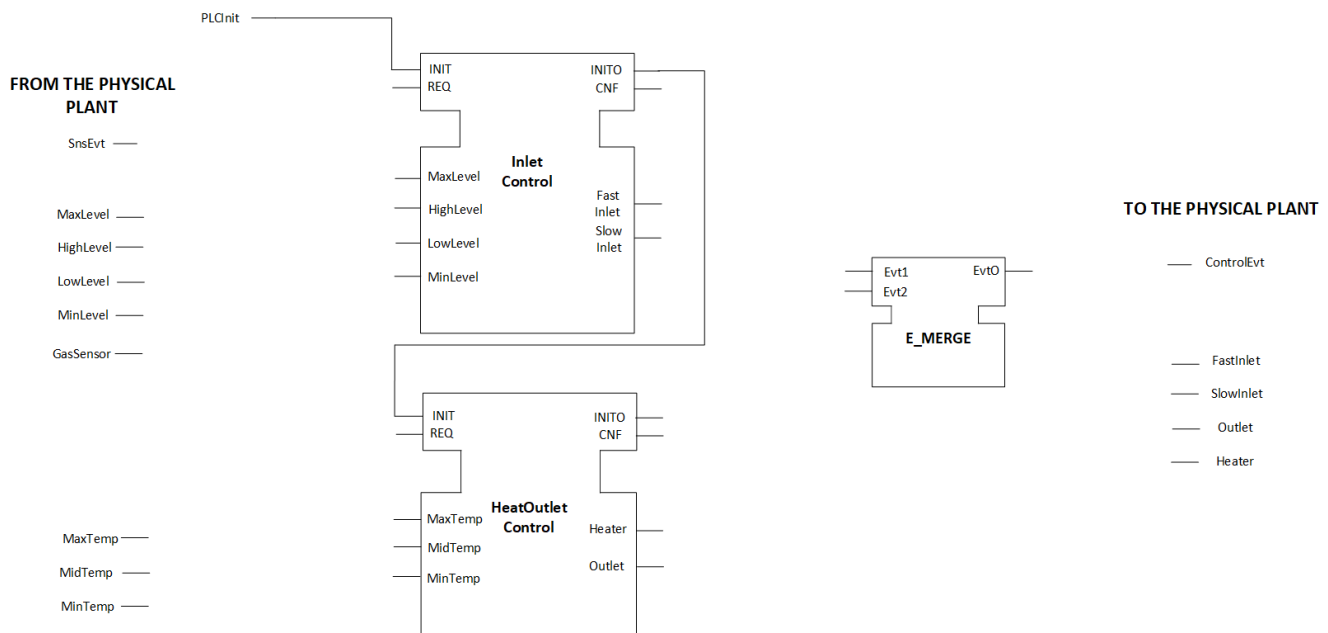 PLCInit
FROM THE PHYSICAL
PLANT
SnsEvt
MaxLevel
HighLevel
LowLevel
MinLevel
GasSensor
MaxTemp
MidTemp
MinTemp
INIT
REQ
INITO
CNF
Inlet
Control
MaxLevel
HighLevel
LowLevel
MinLevel
Fast
Inlet
Slow
Inlet
INIT
REQ
INITO
CNF
HeatOutlet
Control
MaxTemp
MidTemp
MinTemp
Heater
Outlet
Evt1
Evt2
EvtO
E_MERGE
TO THE PHYSICAL PLANT
ControlEvt
FastInlet
SlowInlet
Outlet
Heater